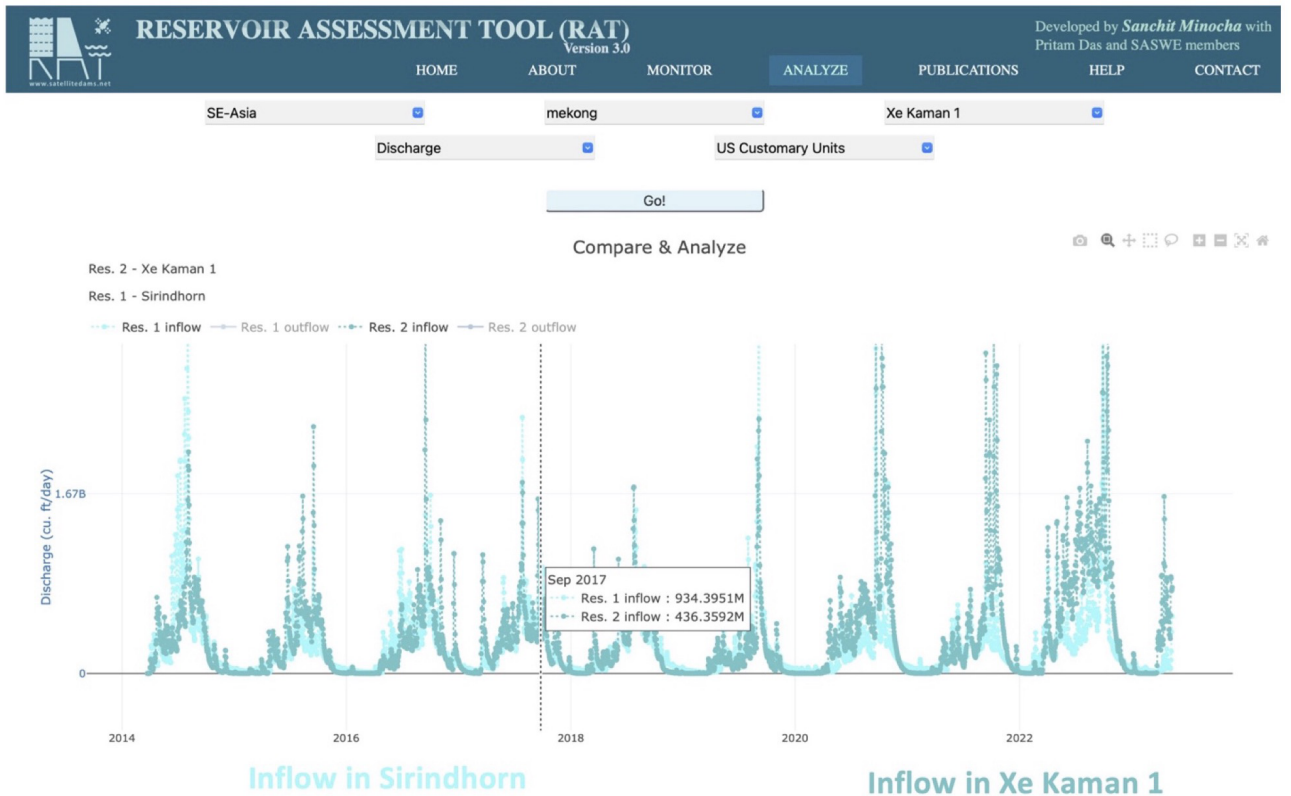 RESERVOIR ASSESSMENT TOOL (RAT)
Version 3.0
Developed by Sanchit Minocha with
Pritam Das and SASWE members
RAT
www.satellitedams.net
HOME ABOUT MONITOR ANALYZE PUBLICATIONS HELP CONTACT
SE-Asia mekong Xe Kaman 1
Discharge US Customary Units
Go!
Compare & Analyze
Res. 2 - Xe Kaman 1
Res. 1 - Sirindhorn
Res. 1 inflow Res. 1 outflow Res. 2 inflow Res. 2 outflow
Discharge (cu. ft/day)
1.67B
0
Sep 2017
Res. 1 inflow : 934.3951M
Res. 2 inflow : 436.3592M
2014 2016 2018 2020 2022
Inflow in Sirindhorn Inflow in Xe Kaman 1